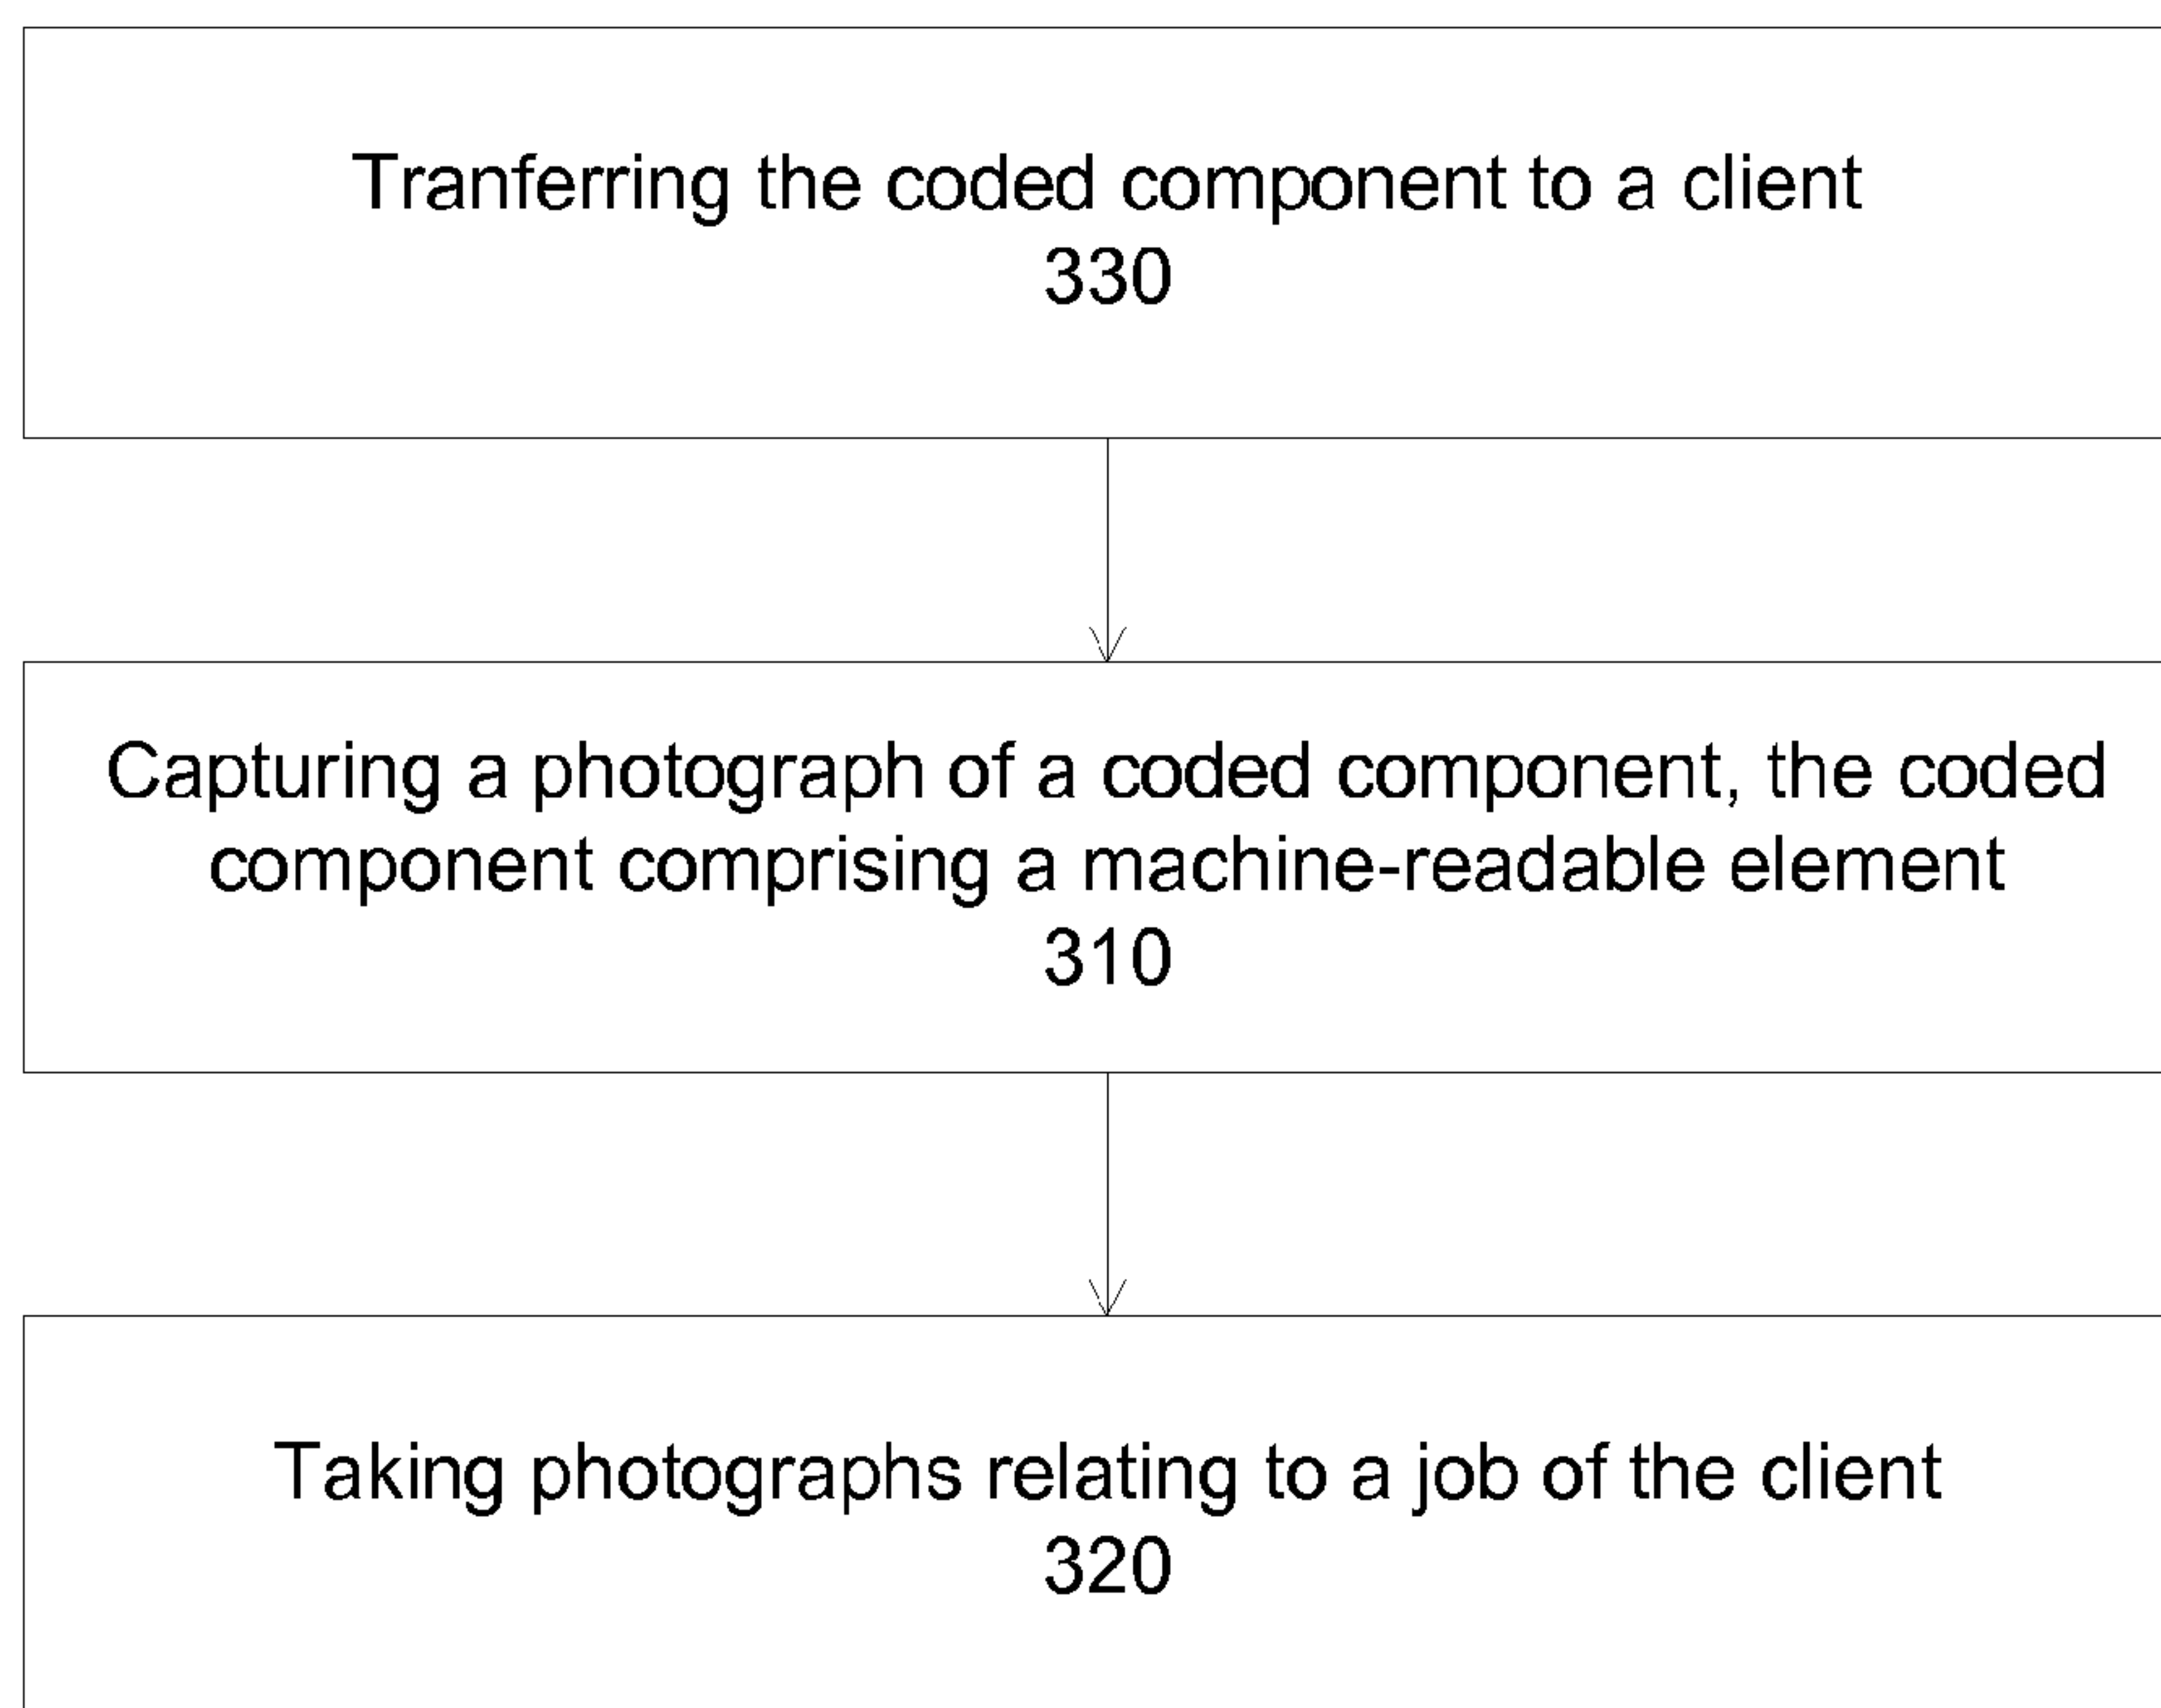 Tranferring the coded component to a client
330
Capturing a photograph of a coded component, the coded
component comprising a machine-readable element
310
Taking photographs relating to a job of the client
320